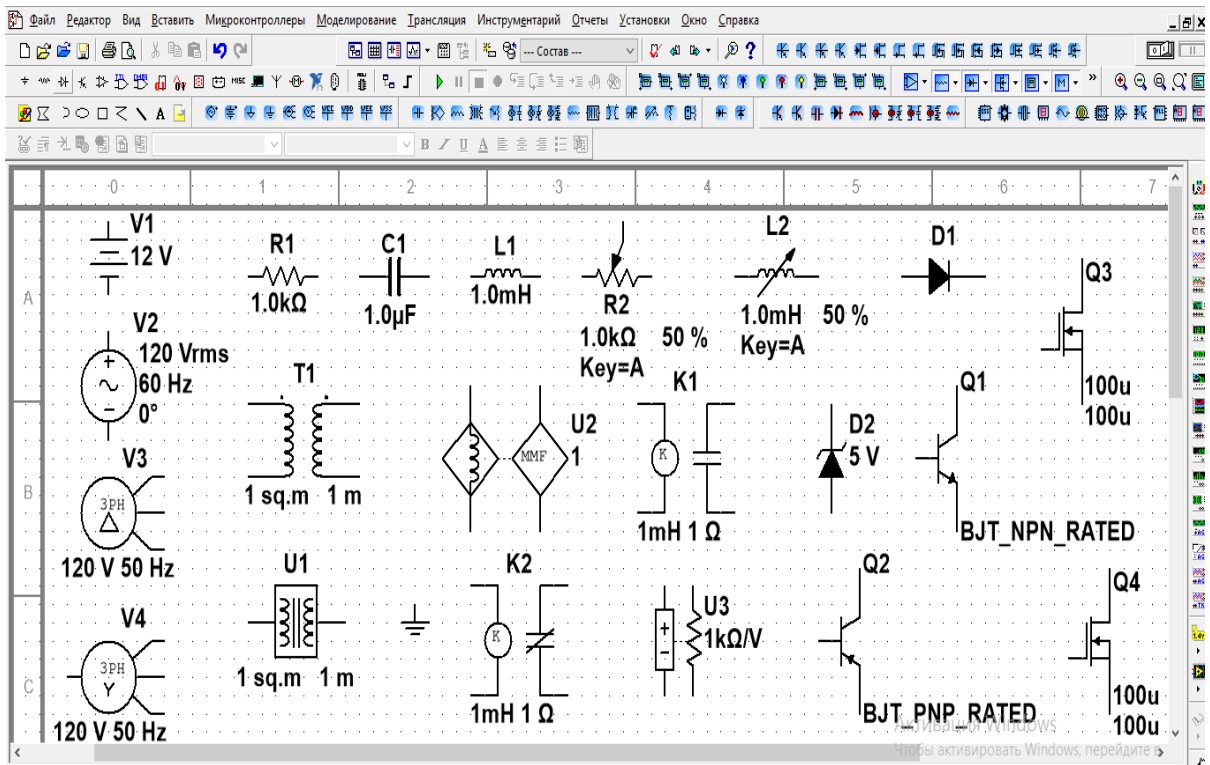 Файл Редактор Вид Вставить Микроконтроллеры Моделирование Трансляция Инструментарий Отчеты Установки Окно Справка
--- Состав ---
MISC
A
B I U A
0 1 2 3 4 5 6 7
A
B
C
V1
12 V
R1
1.0kΩ
C1
1.0µF
L1
1.0mH
R2
1.0kΩ 50 %
Key=A
L2
1.0mH 50 %
Key=A
D1
Q3
100u
100u
V2
120 Vrms
60 Hz
0°
T1
1 sq.m 1 m
MMF
U2
1
K1
K
1mH 1 Ω
D2
5 V
Q1
BJT_NPN_RATED
V3
3PH
120 V 50 Hz
U1
1 sq.m 1 m
K2
K
1mH 1 Ω
U3
1kΩ/V
Q2
BJT_PNP_RATED
Q4
100u
100u
V4
3PH
Y
120 V 50 Hz
Активация Windows
Чтобы активировать Windows, перейдите в